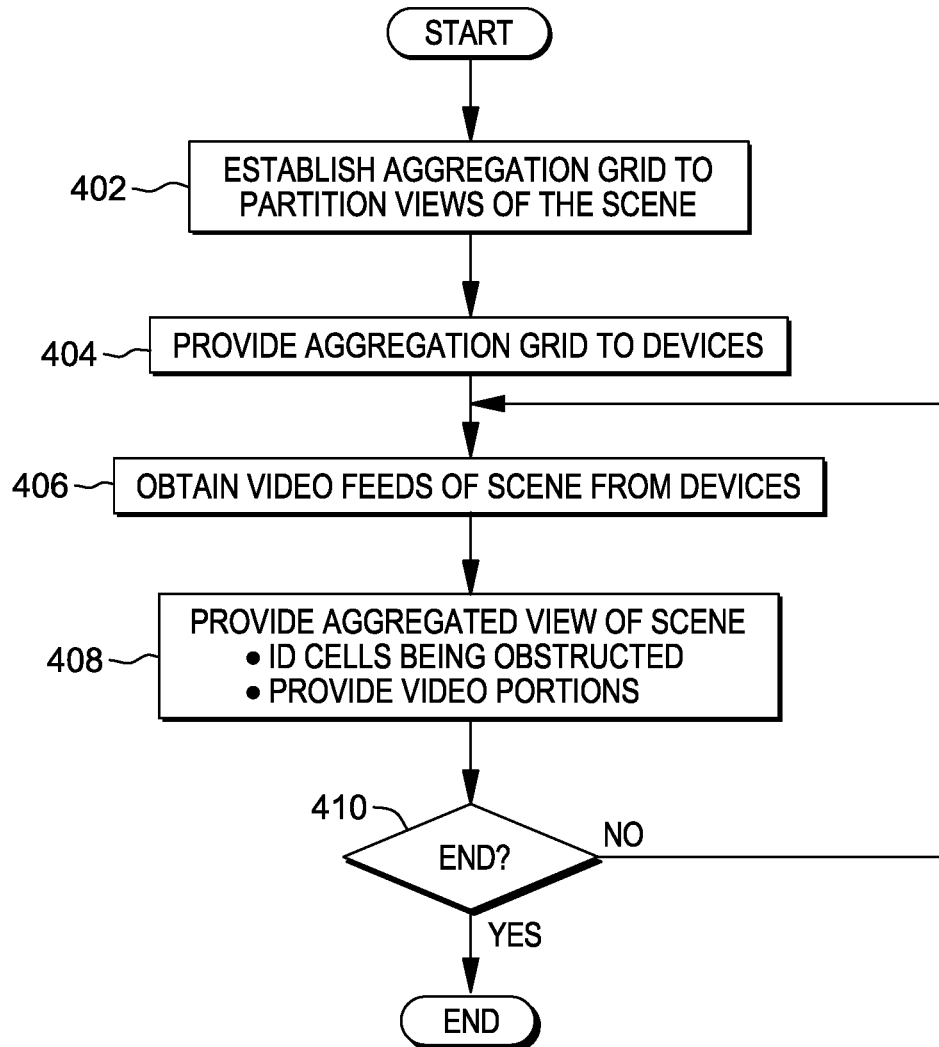 START
402
ESTABLISH AGGREGATION GRID TO
PARTITION VIEWS OF THE SCENE
404
PROVIDE AGGREGATION GRID TO DEVICES
406
OBTAIN VIDEO FEEDS OF SCENE FROM DEVICES
408
PROVIDE AGGREGATED VIEW OF SCENE
• ID CELLS BEING OBSTRUCTED
• PROVIDE VIDEO PORTIONS
410
END?
NO
YES
END